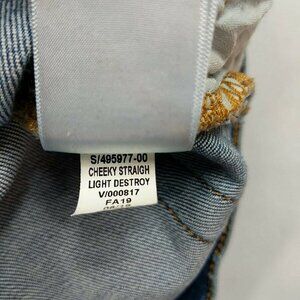 S/495977-00
CHEEKY STRAIGH
LIGHT DESTROY
V/000817
FA19